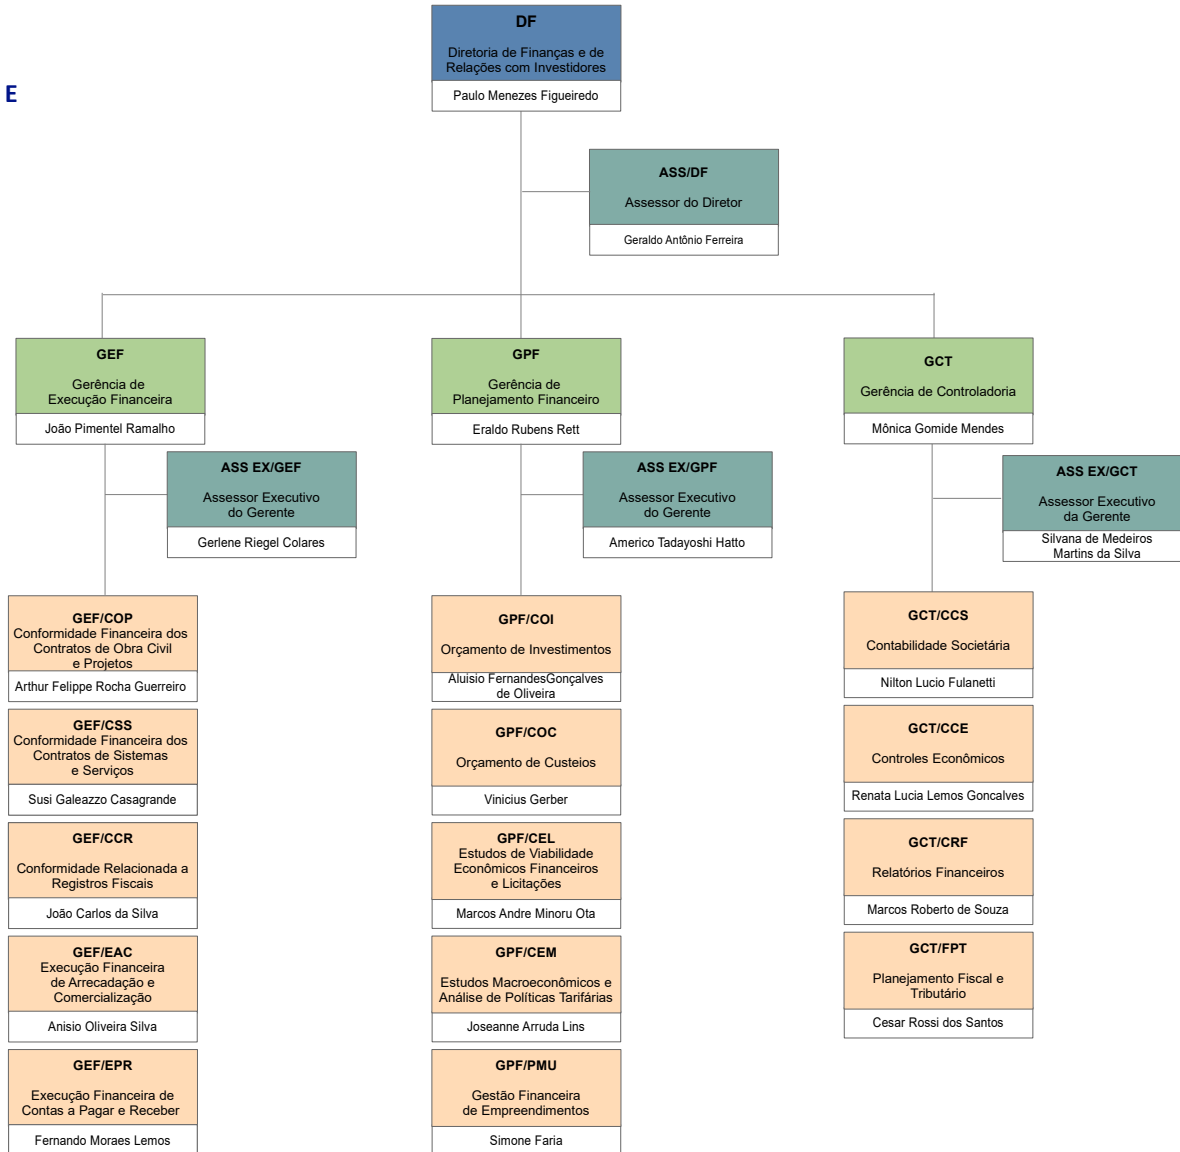 DF
Diretoria de Finanças e de
Relações com Investidores
Paulo Menezes Figueiredo
E
ASS/DF
Assessor do Diretor
Geraldo Antônio Ferreira
GEF
Gerência de
Execução Financeira
João Pimentel Ramalho
ASS EX/GEF
Assessor Executivo
do Gerente
Gerlene Riegel Colares
GEF/COP
Conformidade Financeira dos
Contratos de Obra Civil
e Projetos
Arthur Felippe Rocha Guerreiro
GEF/CSS
Conformidade Financeira dos
Contratos de Sistemas
e Serviços
Susi Galeazzo Casagrande
GEF/CCR
Conformidade Relacionada a
Registros Fiscais
João Carlos da Silva
GEF/EAC
Execução Financeira
de Arrecadação e
Comercialização
Anisio Oliveira Silva
GEF/EPR
Execução Financeira de
Contas a Pagar e Receber
Fernando Moraes Lemos
GPF
Gerência de
Planejamento Financeiro
Eraldo Rubens Rett
ASS EX/GPF
Assessor Executivo
do Gerente
Americo Tadayoshi Hatto
GPF/COI
Orçamento de Investimentos
Aluisio FernandesGonçalves
de Oliveira
GPF/COC
Orçamento de Custeios
Vinicius Gerber
GPF/CEL
Estudos de Viabilidade
Econômicos Financeiros
e Licitações
Marcos Andre Minoru Ota
GPF/CEM
Estudos Macroeconômicos e
Análise de Políticas Tarifárias
Joseanne Arruda Lins
GPF/PMU
Gestão Financeira
de Empreendimentos
Simone Faria
GCT
Gerência de Controladoria
Mônica Gomide Mendes
ASS EX/GCT
Assessor Executivo
da Gerente
Silvana de Medeiros
Martins da Silva
GCT/CCS
Contabilidade Societária
Nilton Lucio Fulanetti
GCT/CCE
Controles Econômicos
Renata Lucia Lemos Goncalves
GCT/CRF
Relatórios Financeiros
Marcos Roberto de Souza
GCT/FPT
Planejamento Fiscal e
Tributário
Cesar Rossi dos Santos